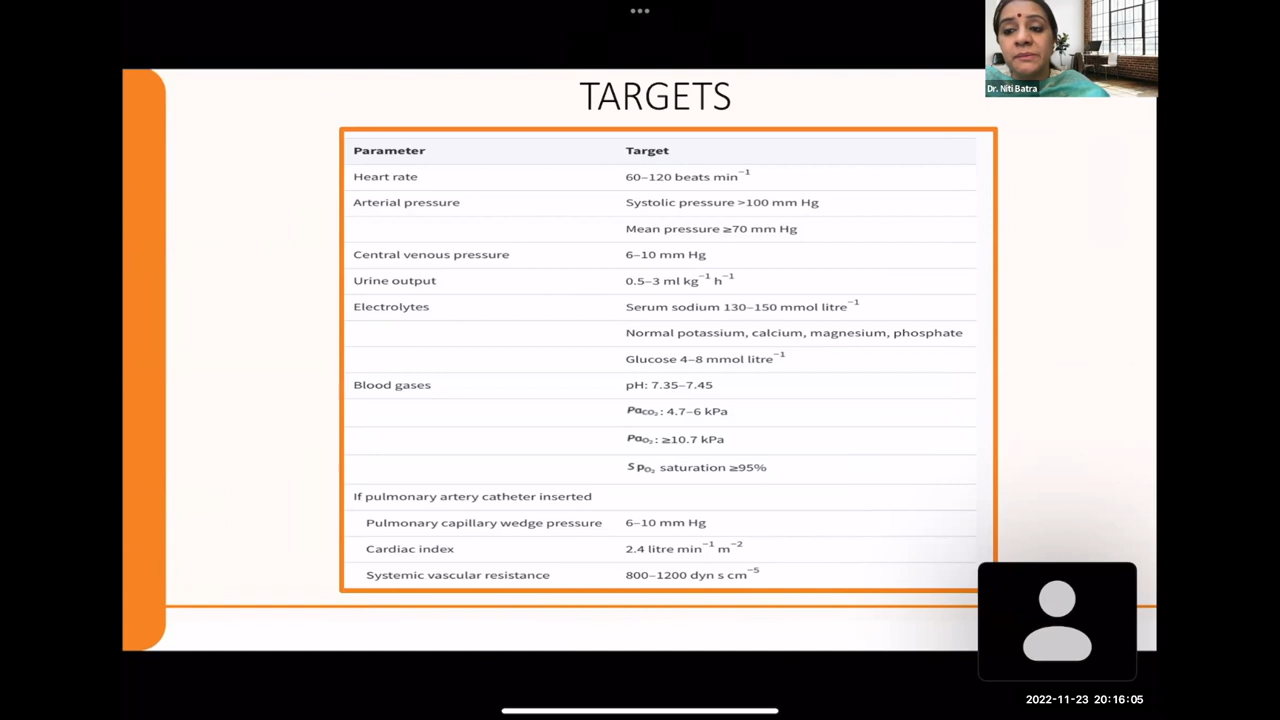 Dr. Niti Batra
TARGETS
Parameter Target
Heart rate 60–120 beats min⁻¹
Arterial pressure Systolic pressure >100 mm Hg
Mean pressure ≥70 mm Hg
Central venous pressure 6–10 mm Hg
Urine output 0.5–3 ml kg⁻¹ h⁻¹
Electrolytes Serum sodium 130–150 mmol litre⁻¹
Normal potassium, calcium, magnesium, phosphate
Glucose 4–8 mmol litre⁻¹
Blood gases pH: 7.35–7.45
Paco₂: 4.7–6 kPa
Pao₂: ≥10.7 kPa
SpO₂ saturation ≥95%
If pulmonary artery catheter inserted
Pulmonary capillary wedge pressure 6–10 mm Hg
Cardiac index 2.4 litre min⁻¹ m⁻²
Systemic vascular resistance 800–1200 dyn s cm⁻⁵
2022-11-23 20:16:05